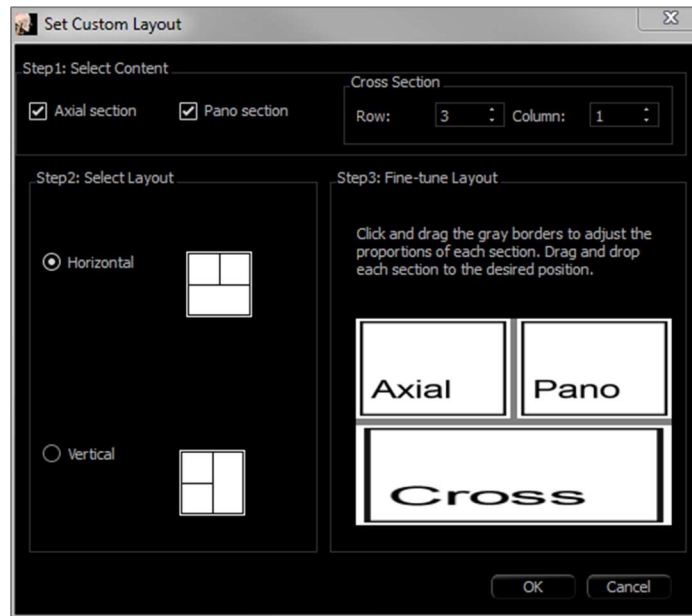 Set Custom Layout
Step1: Select Content
Axial section
Pano section
Cross Section
Row: 3 Column: 1
Step2: Select Layout
Horizontal
Vertical
Step3: Fine-tune Layout
Click and drag the gray borders to adjust the
proportions of each section. Drag and drop
each section to the desired position.
Axial
Pano
Cross
OK
Cancel